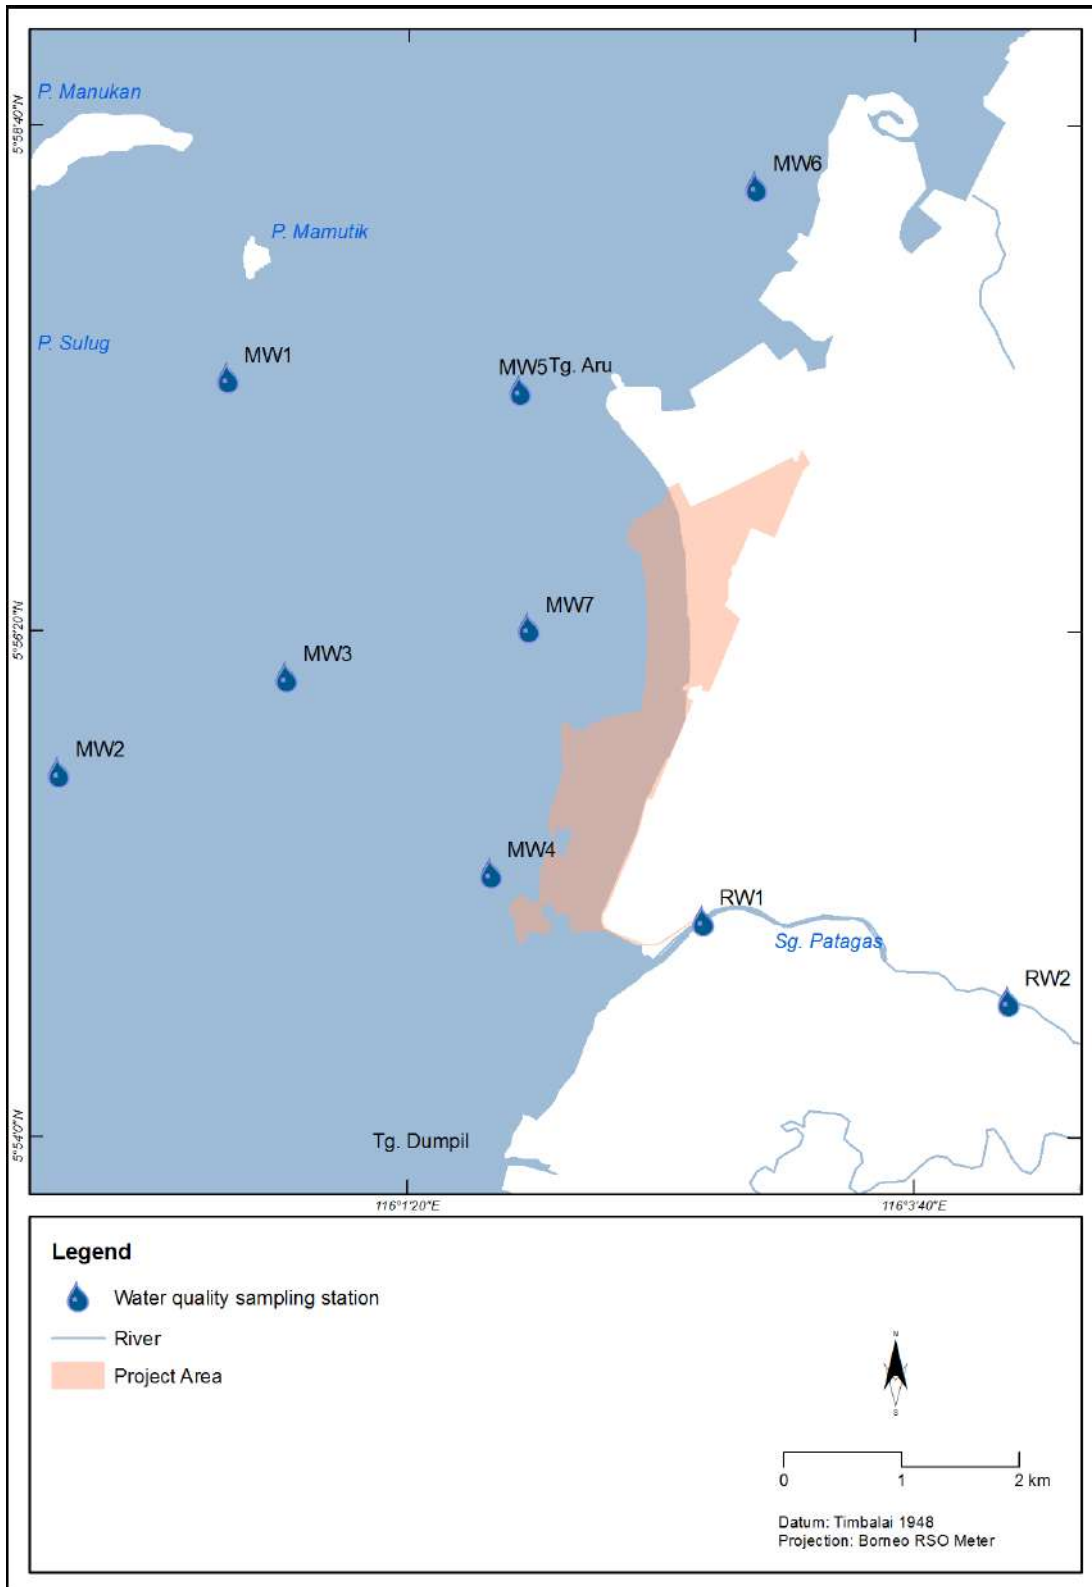 P. Manukan
5°58'40"N
MW6
P. Mamutik
P. Sulug
MW1
MW5
Tg. Aru
5°56'20"N
MW7
MW3
MW2
MW4
RW1
Sg. Patagas
RW2
5°54'0"N
Tg. Dumpil
116°1'20"E
116°3'40"E
Legend
Water quality sampling station
River
Project Area
N
S
0 1 2 km
Datum: Timbalai 1948
Projection: Borneo RSO Meter